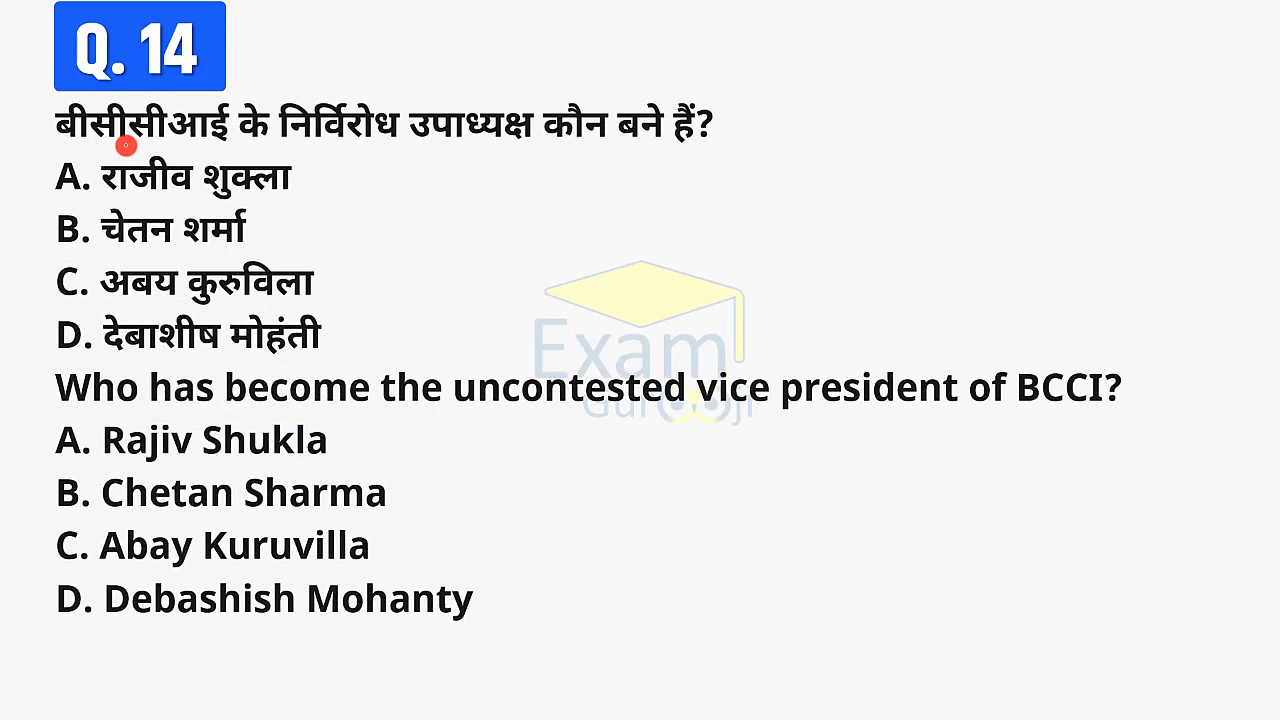 Q. 14
बीसीसीआई के निर्विरोध उपाध्यक्ष कौन बने हैं?
A. राजीव शुक्ला
B. चेतन शर्मा
C. अबय कुरुविला
D. देबाशीष मोहंती
Exam
Gurooji
Who has become the uncontested vice president of BCCI?
A. Rajiv Shukla
B. Chetan Sharma
C. Abay Kuruvilla
D. Debashish Mohanty